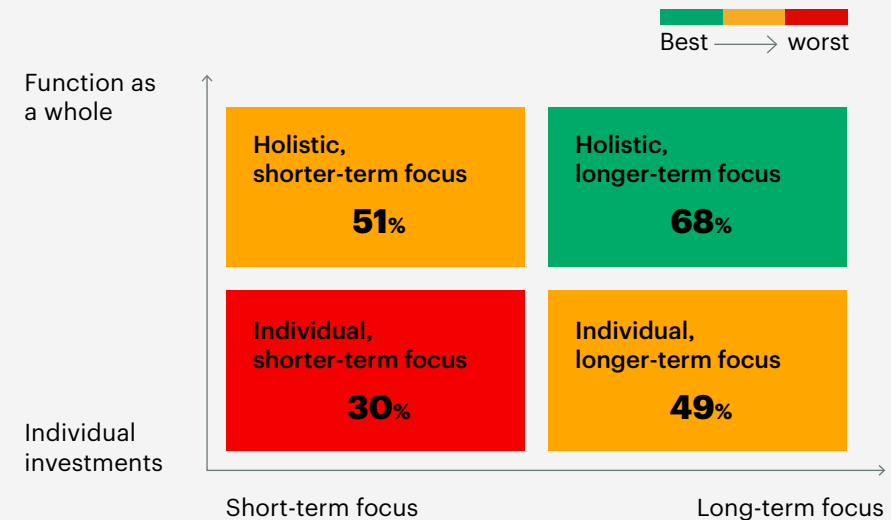 Best worst
Function as
a whole
Holistic,
shorter-term focus
51%
Holistic,
longer-term focus
68%
Individual,
shorter-term focus
30%
Individual,
longer-term focus
49%
Individual
investments
Short-term focus
Long-term focus